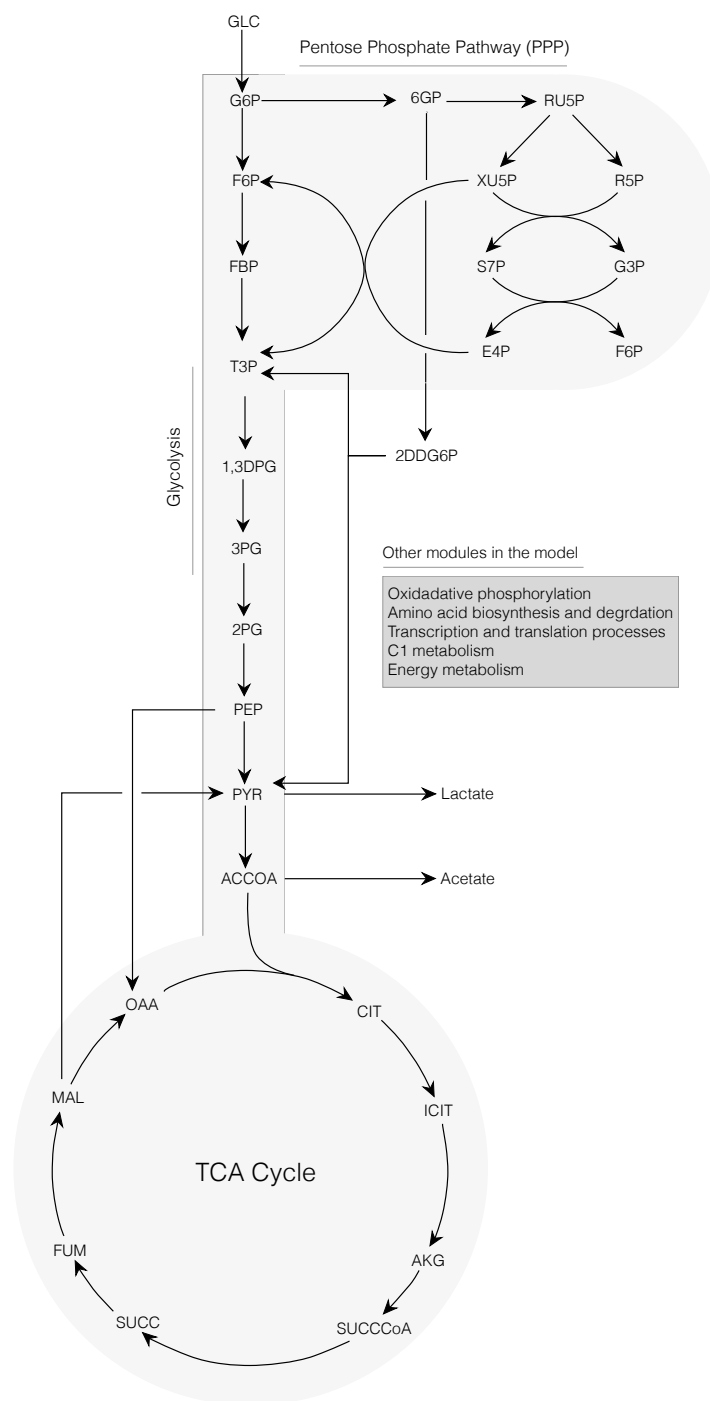 GLC
Pentose Phosphate Pathway (PPP)
G6P
6GP
RU5P
F6P
XU5P
R5P
FBP
S7P
G3P
T3P
E4P
F6P
Glycolysis
1,3DPG
2DDG6P
3PG
Other modules in the model
Oxidadative phosphorylation
Amino acid biosynthesis and degrdation
Transcription and translation processes
C1 metabolism
Energy metabolism
2PG
PEP
PYR
Lactate
ACCOA
Acetate
OAA
CIT
MAL
ICIT
TCA Cycle
FUM
AKG
SUCC
SUCCCoA